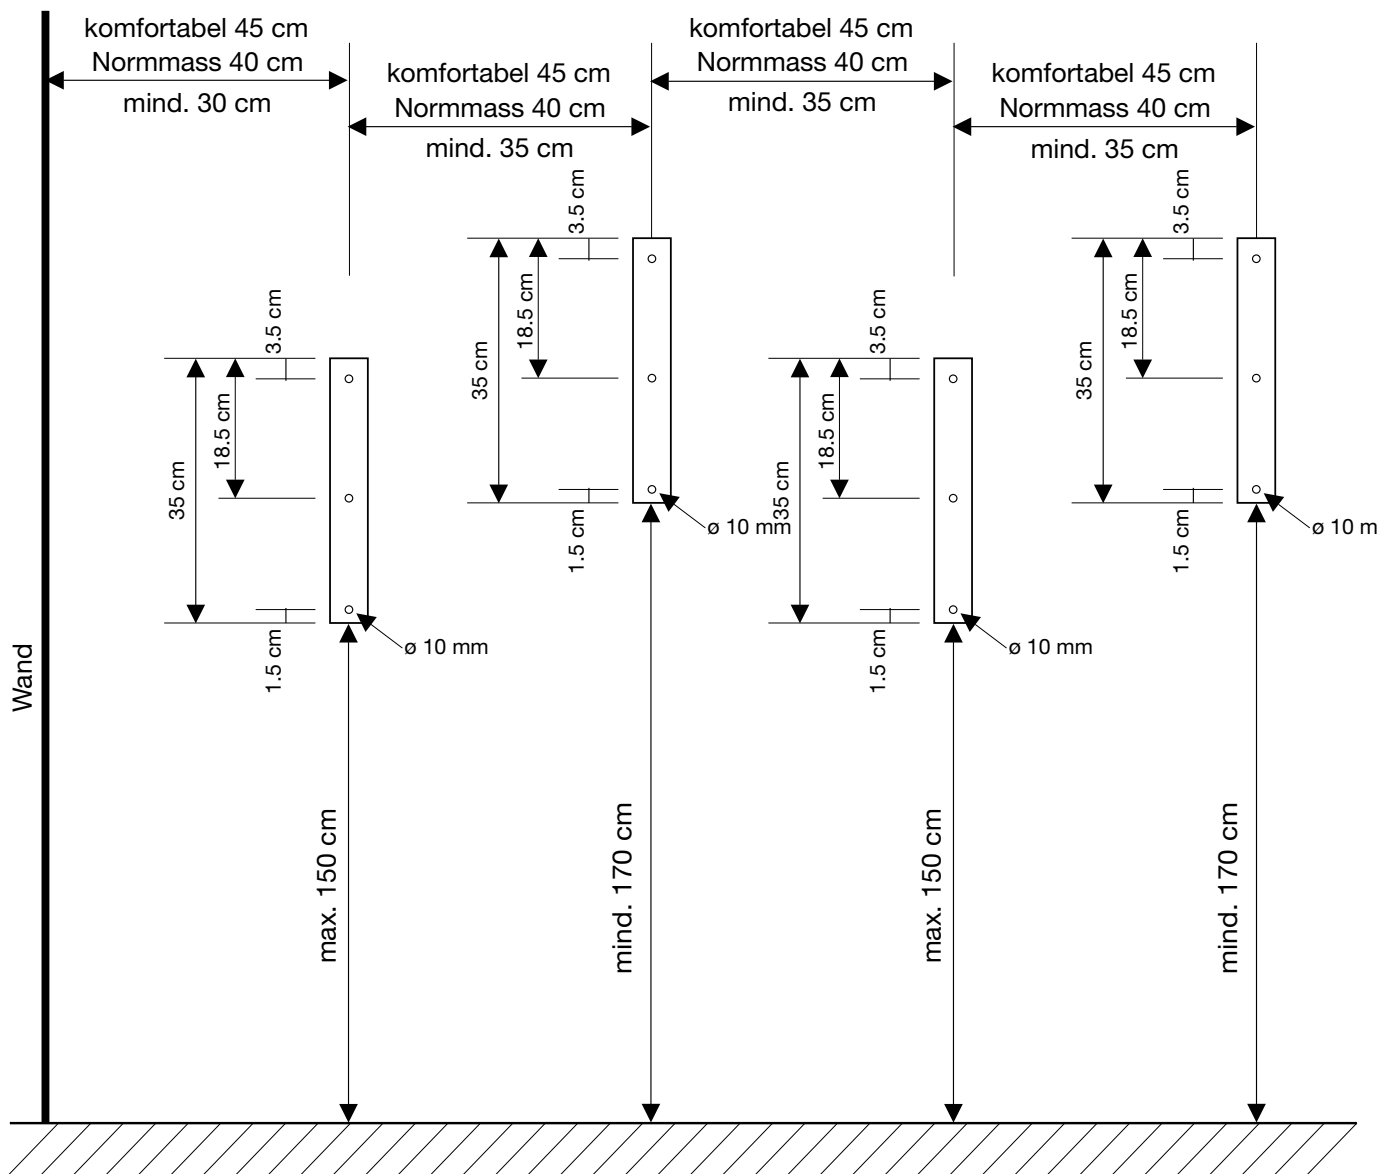 komfortabel 45 cm
Normmass 40 cm
mind. 30 cm
komfortabel 45 cm
Normmass 40 cm
mind. 35 cm
komfortabel 45 cm
Normmass 40 cm
mind. 35 cm
komfortabel 45 cm
Normmass 40 cm
mind. 35 cm
3.5 cm
18.5 cm
35 cm
1.5 cm
ø 10 mm
3.5 cm
18.5 cm
35 cm
1.5 cm
ø 10 mm
3.5 cm
18.5 cm
35 cm
1.5 cm
ø 10 mm
3.5 cm
18.5 cm
35 cm
1.5 cm
ø 10 m
Wand
max. 150 cm
mind. 170 cm
max. 150 cm
mind. 170 cm